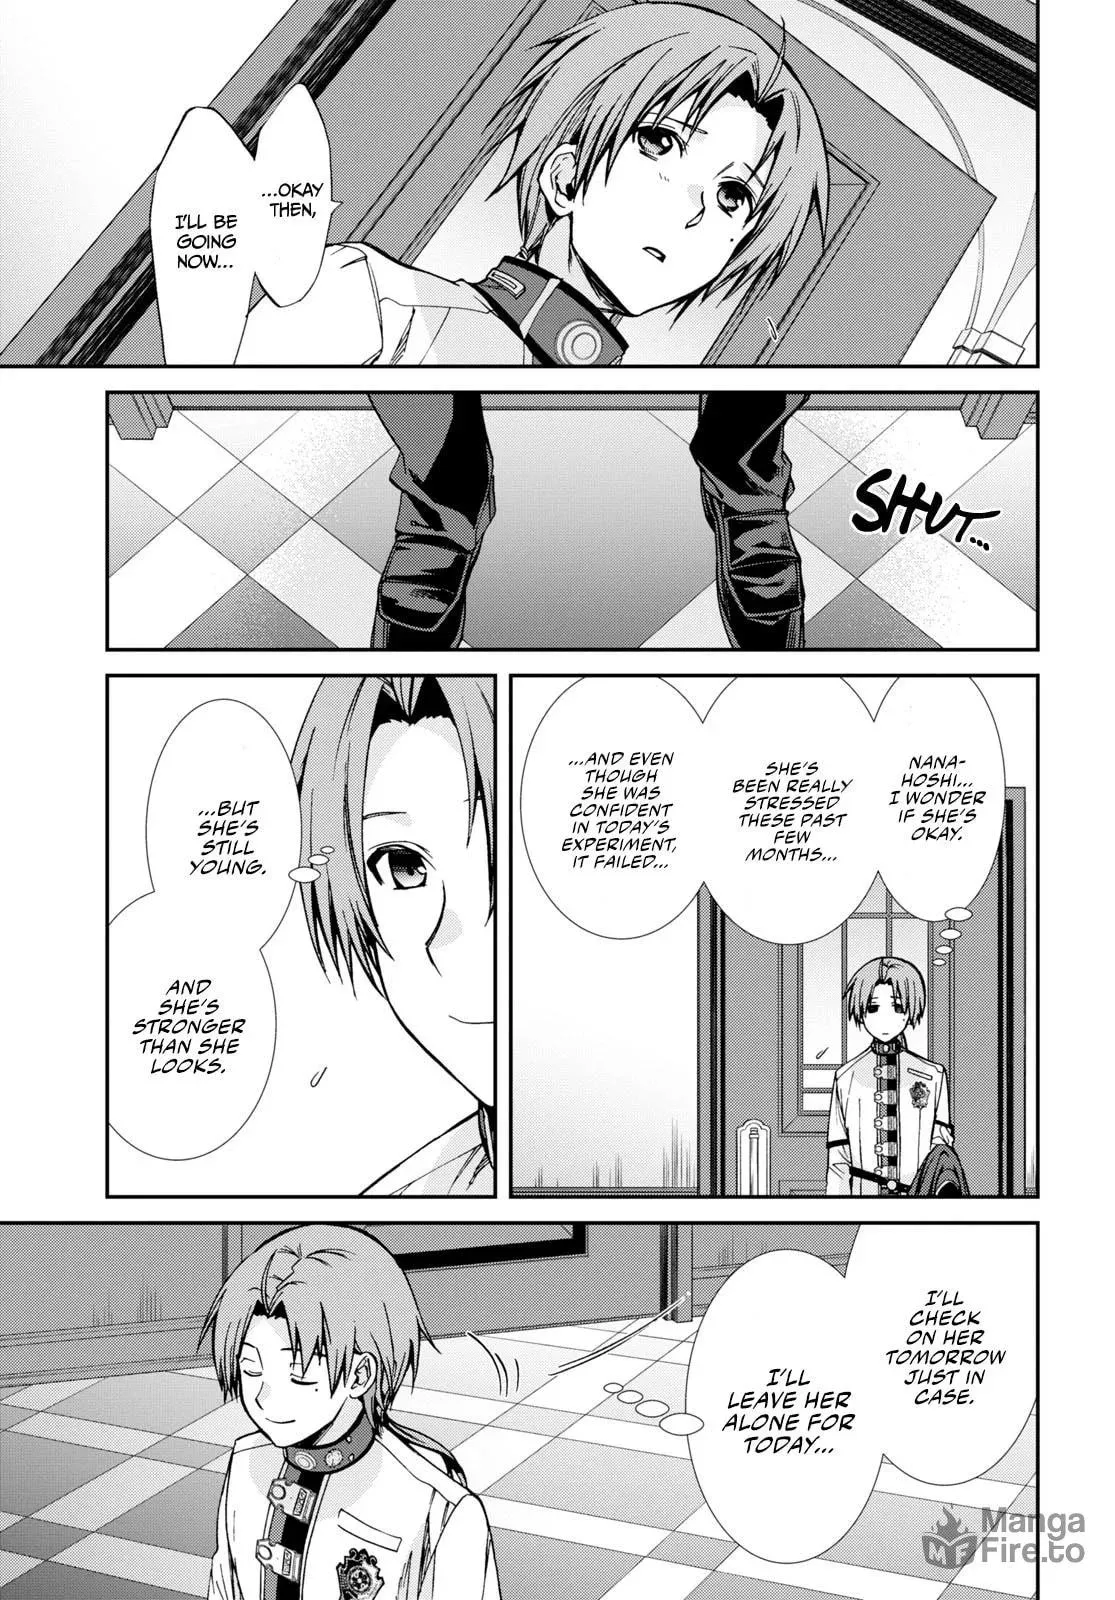 ...OKAY
THEN,
I'LL BE
GOING
NOW...
SHUT...
NANA-
HOSHI...
I WONDER
IF SHE'S
OKAY.
SHE'S
BEEN REALLY
STRESSED
THESE PAST
FEW
MONTHS...
...AND EVEN
THOUGH
SHE WAS
CONFIDENT
IN TODAY'S
EXPERIMENT,
IT FAILED...
...BUT
SHE'S
STILL
YOUNG.
AND
SHE'S
STRONGER
THAN SHE
LOOKS.
I'LL
CHECK
ON HER
TOMORROW
JUST IN
CASE.
I'LL
LEAVE HER
ALONE FOR
TODAY...
MF
Manga
Fire.to